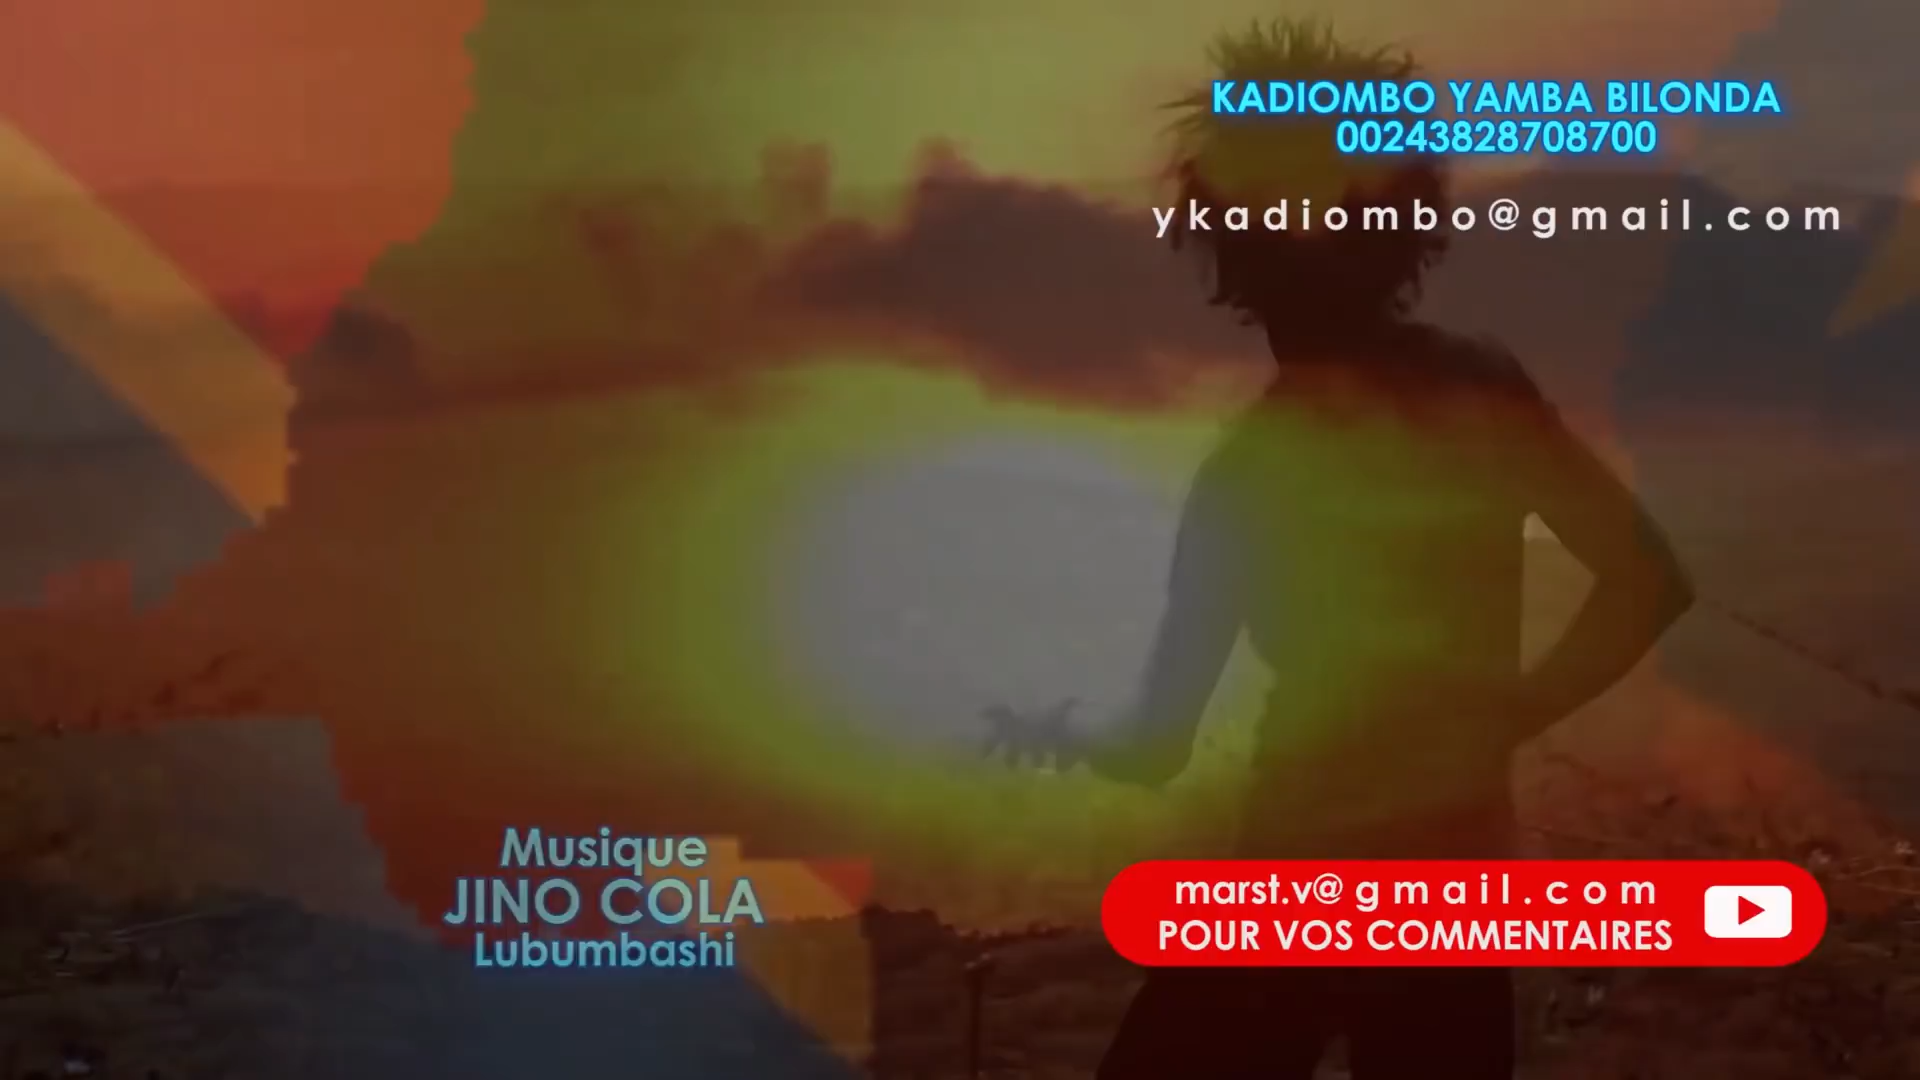 KADIOMBO YAMBA BILONDA
00243828708700
ykadiombo@gmail.com
Musique
JINO COLA
Lubumbashi
marst.v@gmail.com
POUR VOS COMMENTAIRES